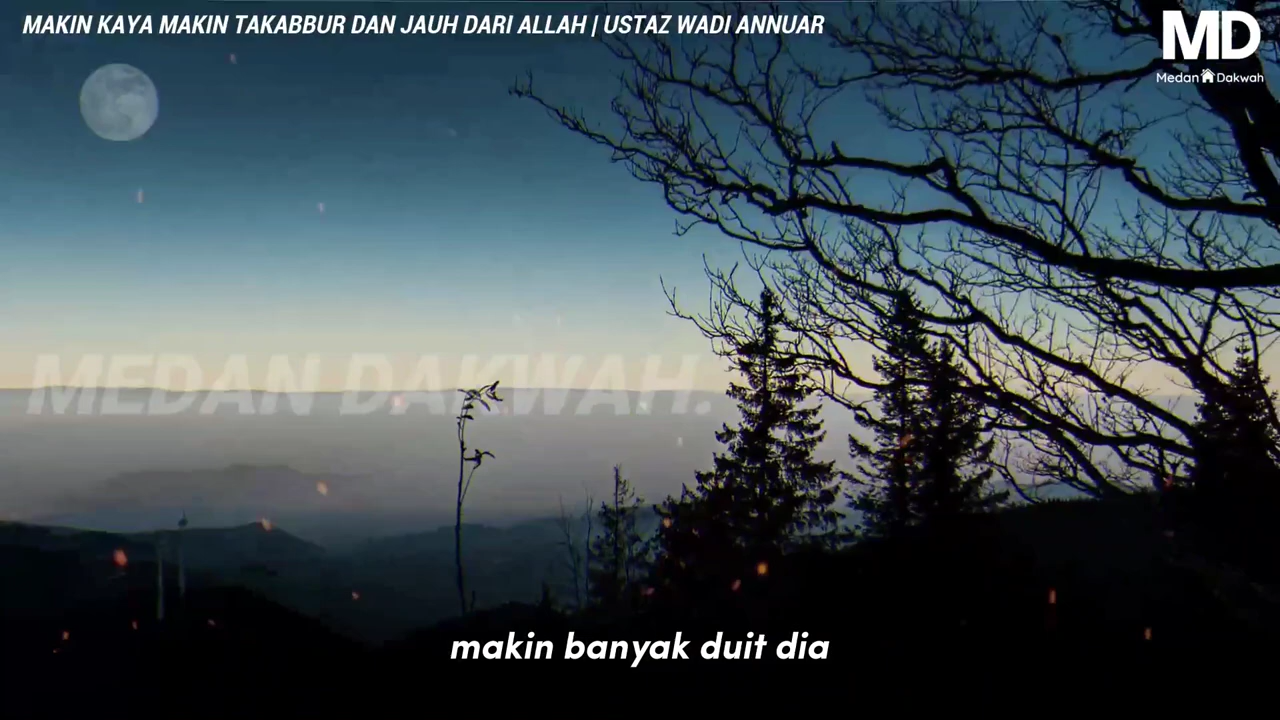 MAKIN KAYA MAKIN TAKABBUR DAN JAUH DARI ALLAH | USTAZ WADI ANNUAR
MD
Medan Dakwah
MEDAN DAKWAH.
makin banyak duit dia